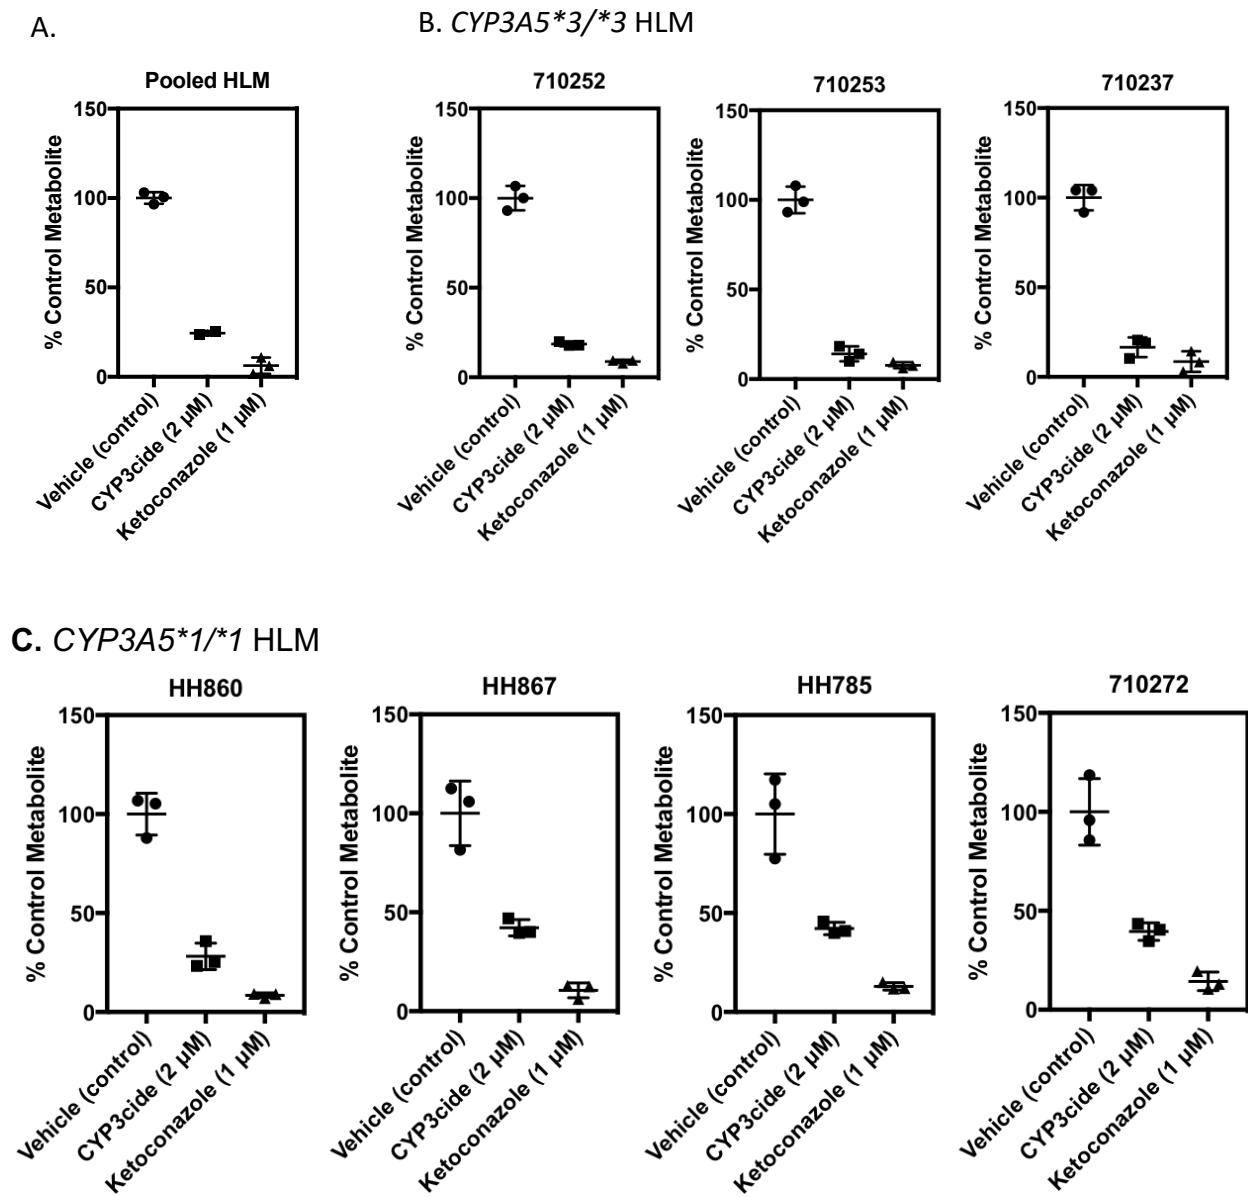 A.
B. CYP3A5*3/*3 HLM
Pooled HLM
% Control Metabolite
150
100
50
0
Vehicle (control)
CYP3cide (2 µM)
Ketoconazole (1 µM)
710252
% Control Metabolite
150
100
50
0
Vehicle (control)
CYP3cide (2 µM)
Ketoconazole (1 µM)
710253
% Control Metabolite
150
100
50
0
Vehicle (control)
CYP3cide (2 µM)
Ketoconazole (1 µM)
710237
% Control Metabolite
150
100
50
0
Vehicle (control)
CYP3cide (2 µM)
Ketoconazole (1 µM)
C. CYP3A5*1/*1 HLM
HH860
% Control Metabolite
150
100
50
0
Vehicle (control)
CYP3cide (2 µM)
Ketoconazole (1 µM)
HH867
% Control Metabolite
150
100
50
0
Vehicle (control)
CYP3cide (2 µM)
Ketoconazole (1 µM)
HH785
% Control Metabolite
150
100
50
0
Vehicle (control)
CYP3cide (2 µM)
Ketoconazole (1 µM)
710272
% Control Metabolite
150
100
50
0
Vehicle (control)
CYP3cide (2 µM)
Ketoconazole (1 µM)